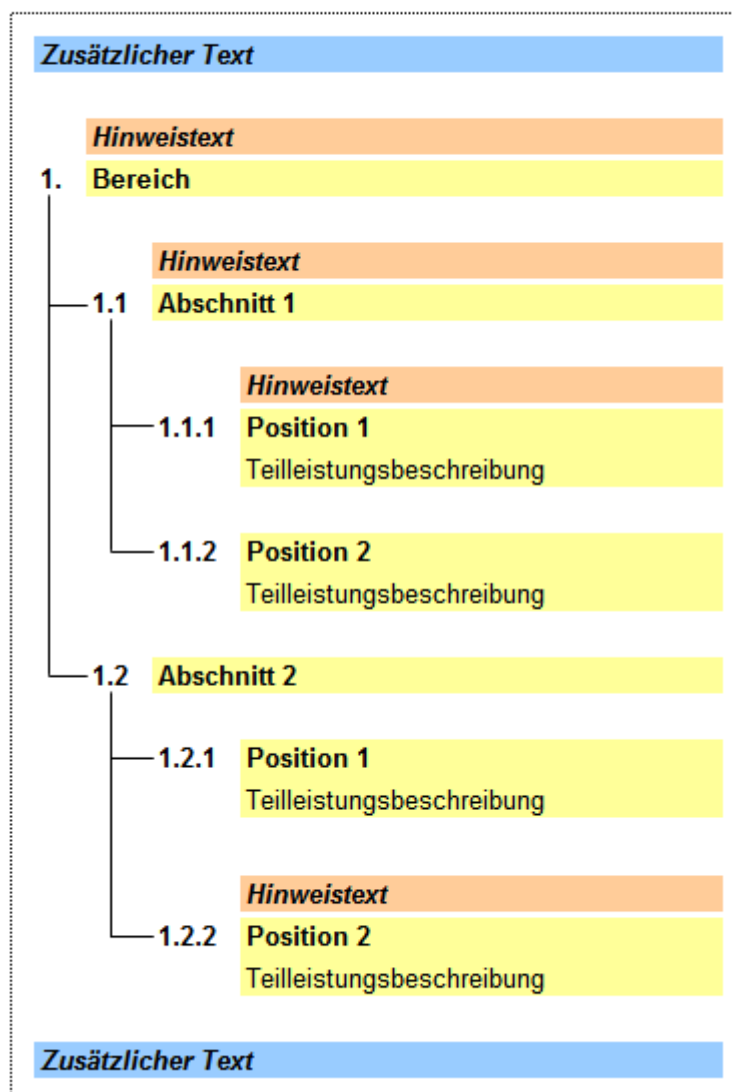 Zusätzlicher Text
Hinweistext
1. Bereich
Hinweistext
1.1 Abschnitt 1
Hinweistext
1.1.1 Position 1
Teilleistungsbeschreibung
1.1.2 Position 2
Teilleistungsbeschreibung
1.2 Abschnitt 2
1.2.1 Position 1
Teilleistungsbeschreibung
Hinweistext
1.2.2 Position 2
Teilleistungsbeschreibung
Zusätzlicher Text